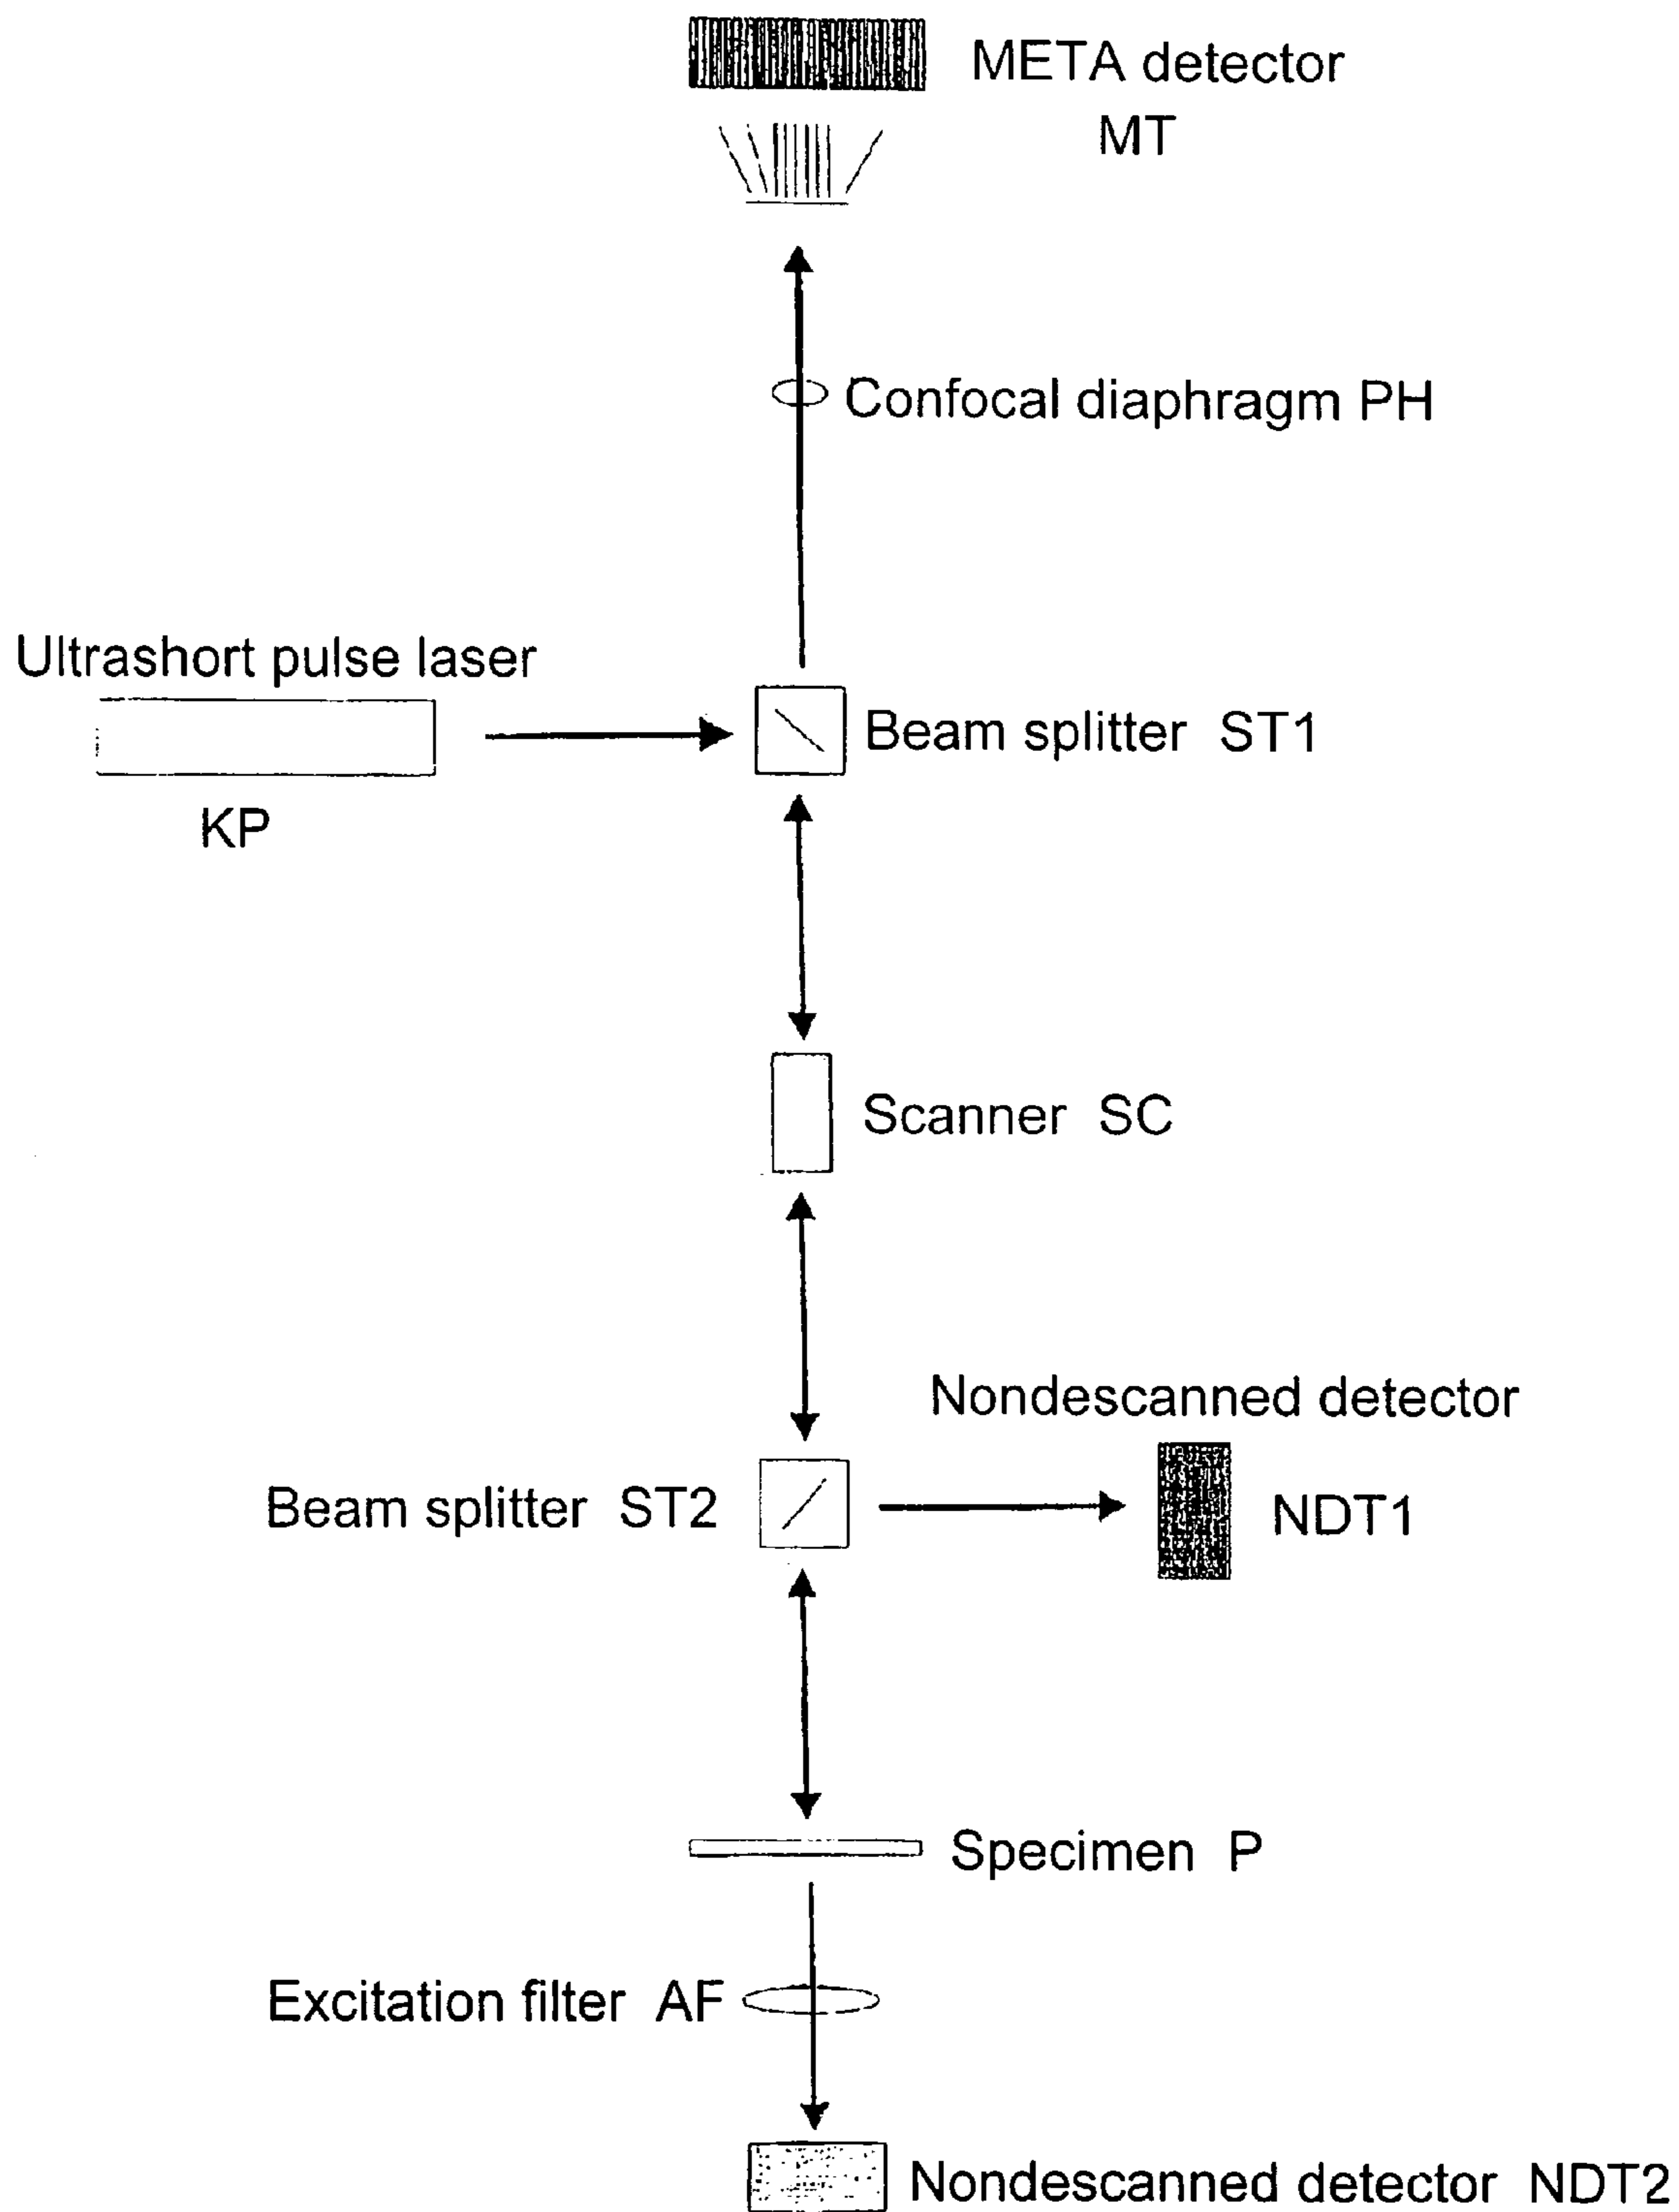 META detector
MT
Confocal diaphragm PH
Ultrashort pulse laser
Beam splitter ST1
KP
Scanner SC
Nondescanned detector
Beam splitter ST2
NDT1
Specimen P
Excitation filter AF
Nondescanned detector NDT2